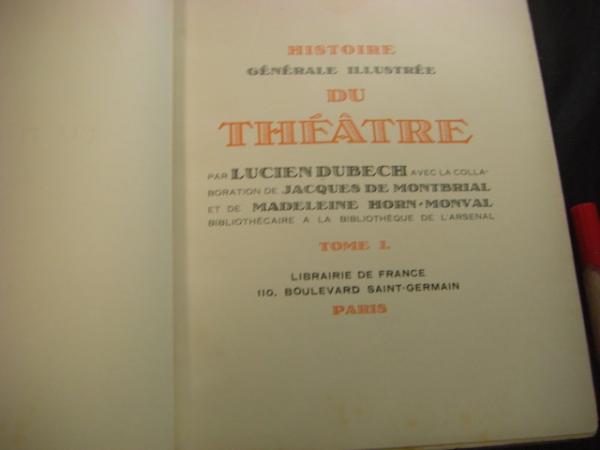 HISTOIRE
GÉNÉRALE ILLUSTRÉE
DU
THÉÂTRE
PAR LUCIEN DUBECH AVEC LA COLLA-
BORATION DE JACQUES DE MONTBRIAL
ET DE MADELEINE HORN-MONVAL
BIBLIOTHÉCAIRE A LA BIBLIOTHÈQUE DE L'ARSENAL
TOME I.
LIBRAIRIE DE FRANCE
110, BOULEVARD SAINT-GERMAIN
PARIS